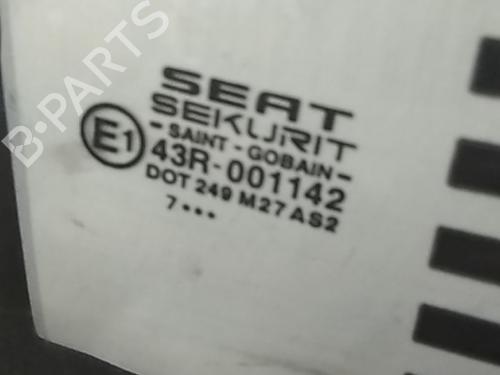 SEAT
SEKURIT
- SAINT - GOBAIN -
E1
43R-001142
DOT 249 M27 AS2
7•••
B-PARTS